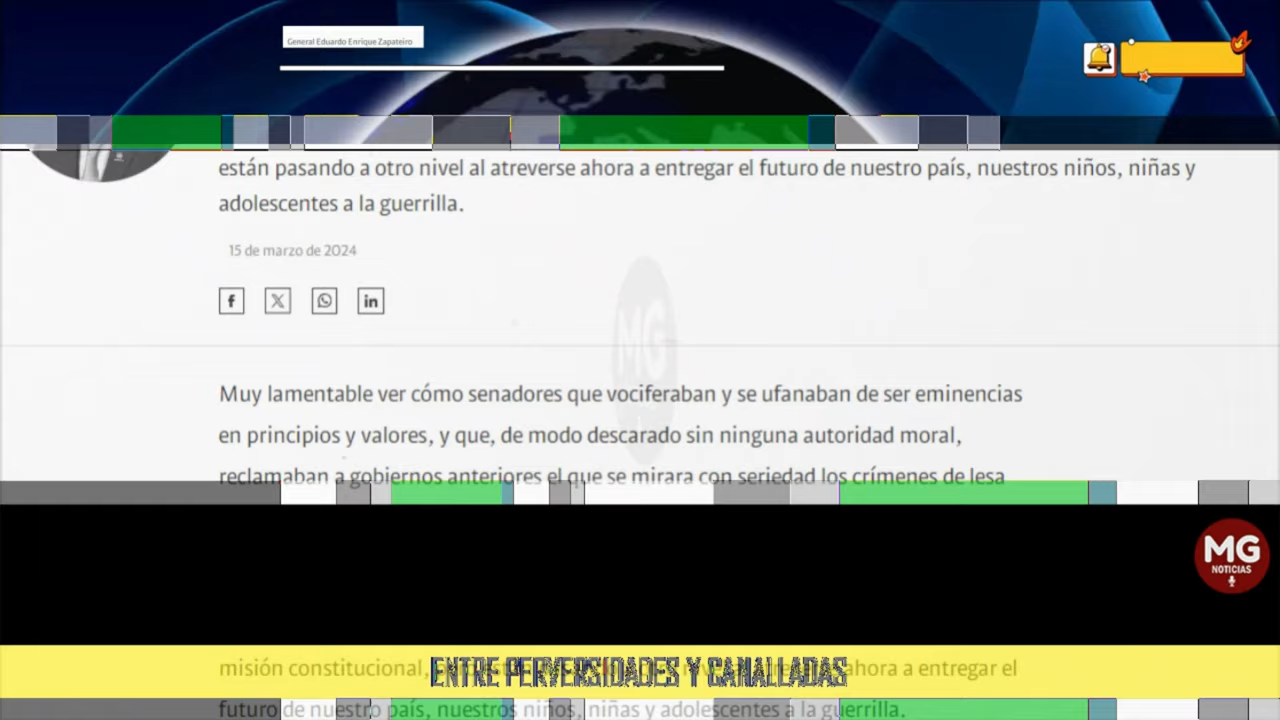 General Eduardo Enrique Zapateiro
están pasando a otro nivel al atreverse ahora a entregar el futuro de nuestro país, nuestros niños, niñas y
adolescentes a la guerrilla.
15 de marzo de 2024
f X in
MG
Muy lamentable ver cómo senadores que vociferaban y se ufanaban de ser eminencias
en principios y valores, y que, de modo descarado sin ninguna autoridad moral,
reclamaban a gobiernos anteriores el que se mirara con seriedad los crímenes de lesa
MG
NOTICIAS
misión constitucional, ahora a entregar el
ENTRE PERVERSIDADES Y CANALLADAS
futuro de nuestro país, nuestros niños, niñas y adolescentes a la guerrilla.